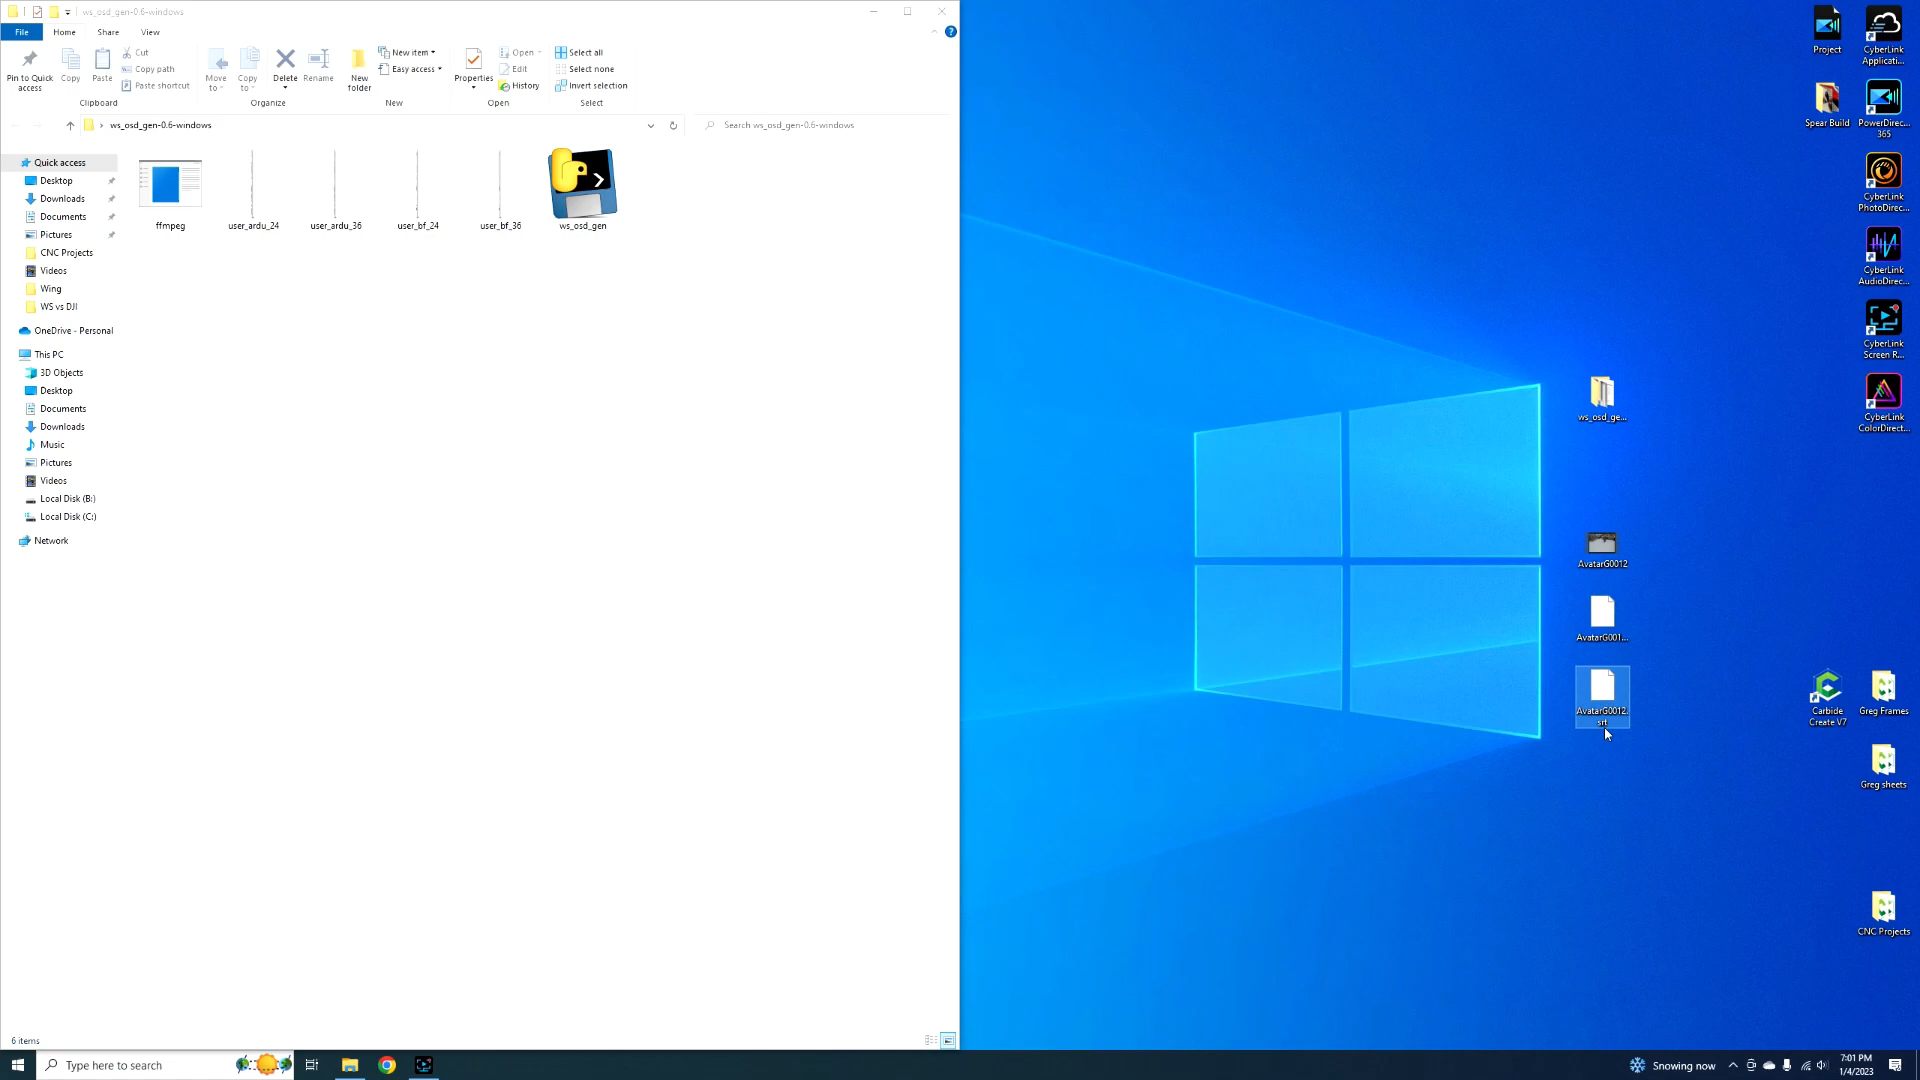 ws_osd_gen-0.6-windows
File Home Share View
Pin to Quick access
Copy
Paste
Cut
Copy path
Paste shortcut
Clipboard
Move to
Copy to
Delete
Rename
Organize
New folder
New item
Easy access
New
Properties
Open
Edit
History
Open
Select all
Select none
Invert selection
Select
ws_osd_gen-0.6-windows
Search ws_osd_gen-0.6-windows
Quick access
Desktop
Downloads
Documents
Pictures
CNC Projects
Videos
Wing
WS vs DJI
OneDrive - Personal
This PC
3D Objects
Desktop
Documents
Downloads
Music
Pictures
Videos
Local Disk (B:)
Local Disk (C:)
Network
ffmpeg
user_ardu_24
user_ardu_36
user_bf_24
user_bf_36
ws_osd_gen
6 items
Project
CyberLink
Applicati...
Spear Build
PowerDirec...
365
CyberLink
PhotoDirec...
CyberLink
AudioDirec...
CyberLink
Screen R...
CyberLink
ColorDirect...
ws_osd_ge...
AvatarG0012
AvatarG001...
AvatarG0012.
srt
Carbide
Create V7
Greg Frames
Greg sheets
CNC Projects
Type here to search
Snowing now
7:01 PM
1/4/2023